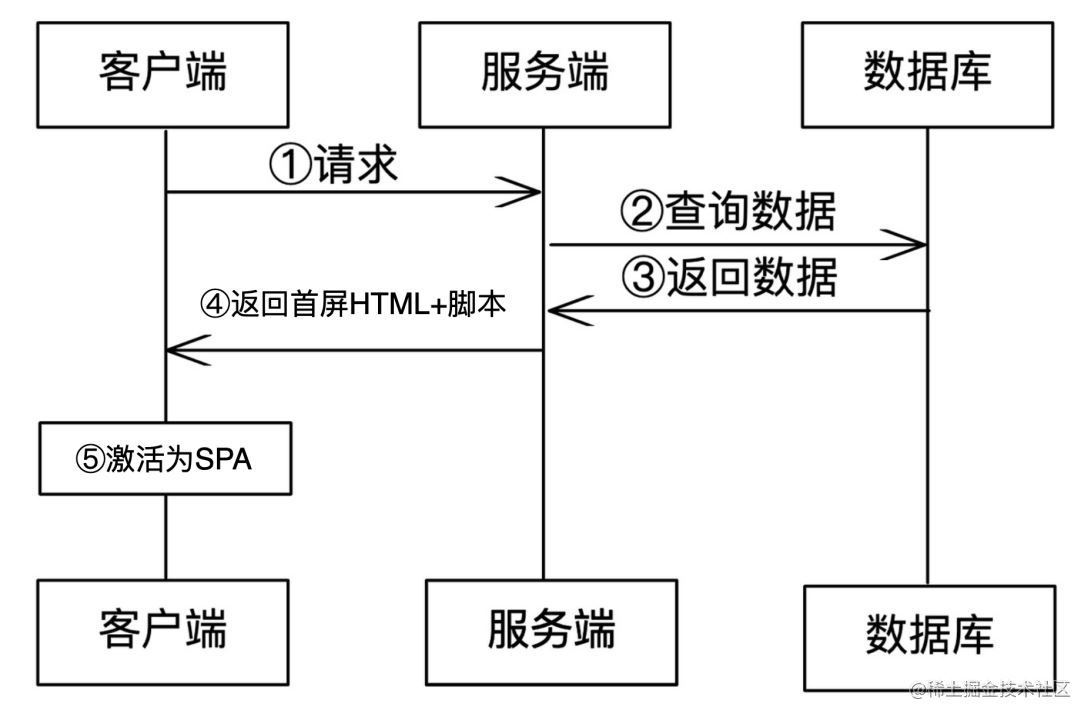 客户端
服务端
数据库
①请求
②查询数据
③返回数据
④返回首屏HTML+脚本
⑤激活为SPA
客户端
服务端
数据库
@稀土掘金技术社区